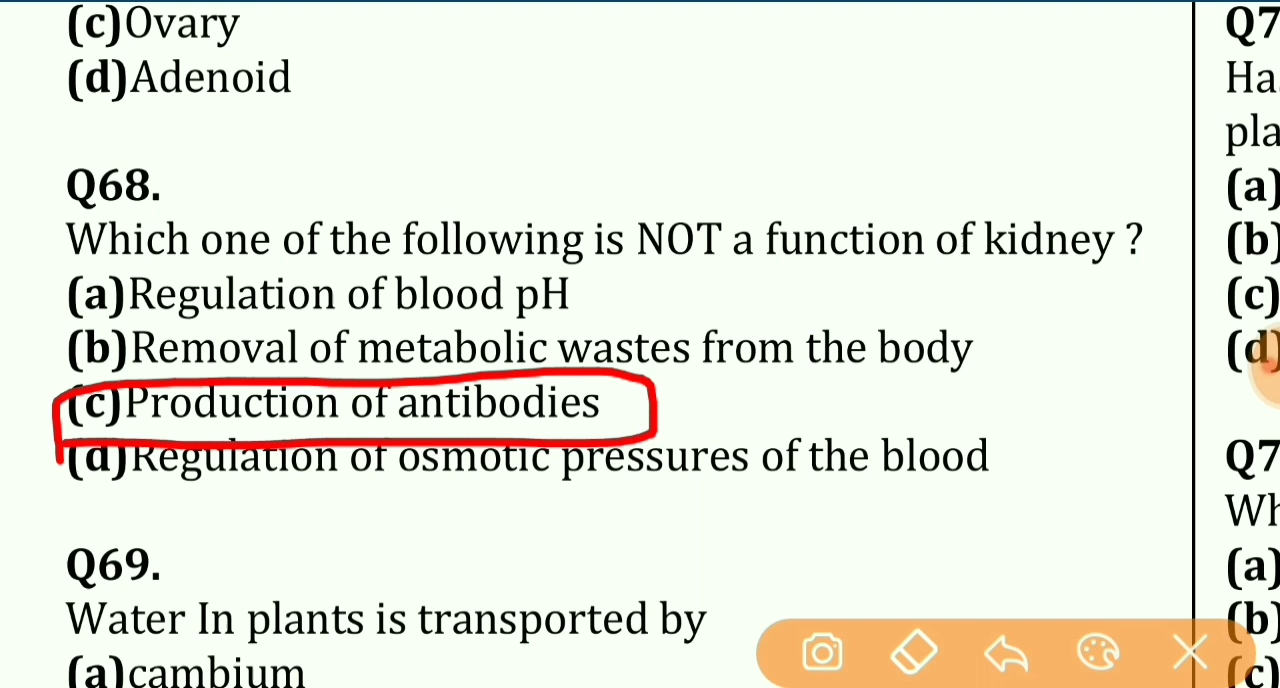 (c)Ovary
(d)Adenoid
Q68.
Which one of the following is NOT a function of kidney ?
(a)Regulation of blood pH
(b)Removal of metabolic wastes from the body
(c)Production of antibodies
(d)Regulation of osmotic pressures of the blood
Q69.
Water In plants is transported by
(a)cambium
Q7
Ha
pla
(a)
(b)
(c)
(d)
Q7
Wh
(a)
(b)
(c)